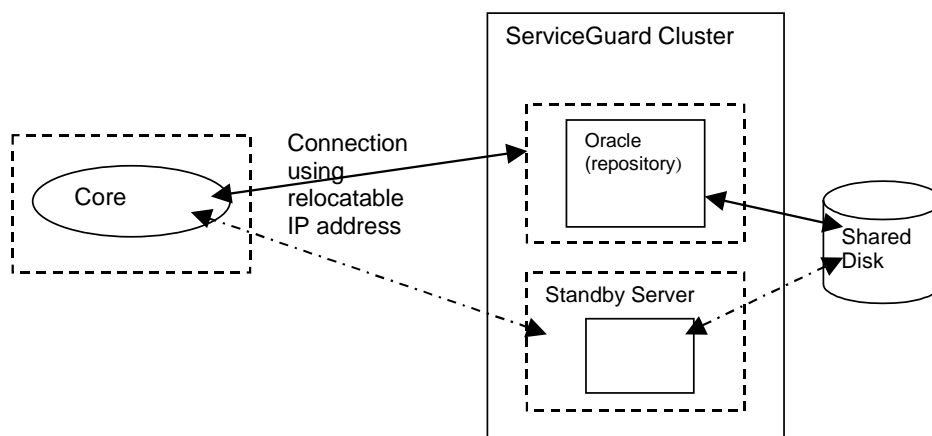 ServiceGuard Cluster
Connection
using
relocatable
IP address
Core
Oracle
(repository)
Shared
Disk
Standby Server